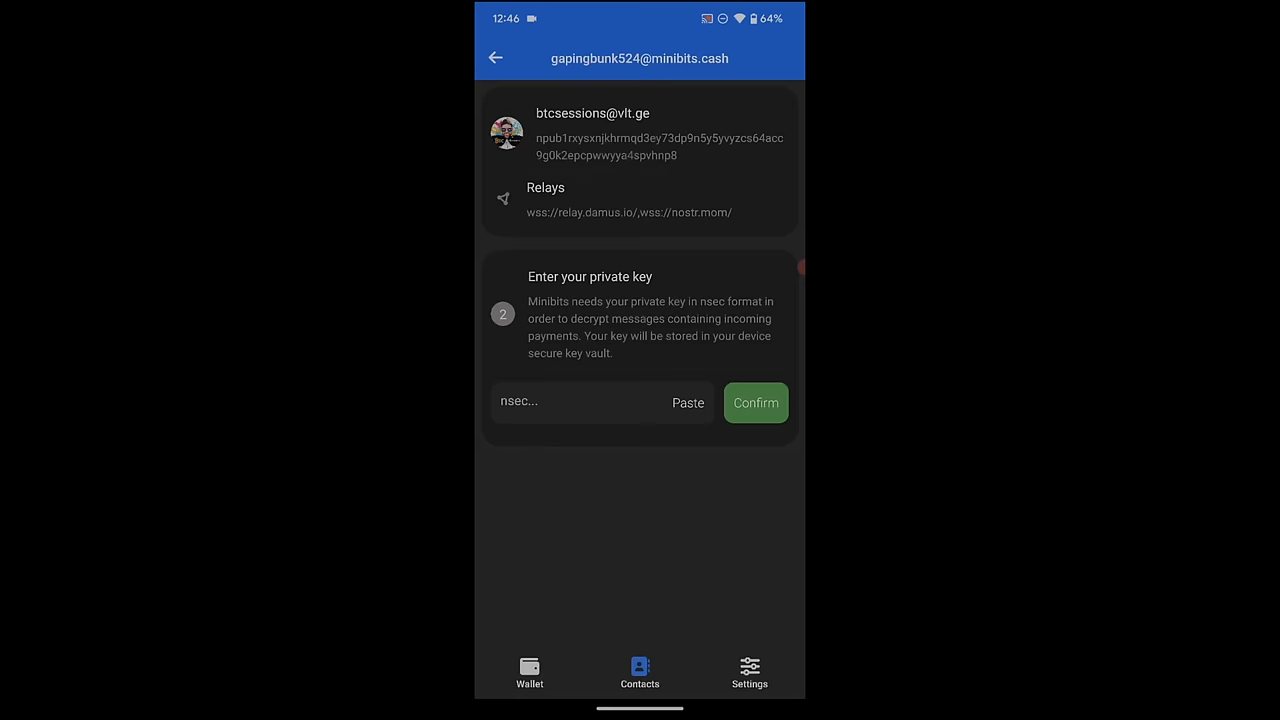 12:46 64%
gapingbunk524@minibits.cash
btcsessions@vlt.ge
npub1rxysxnjkhrmqd3ey73dp9n5y5yvyzcs64acc
9g0k2epcpwwyya4spvhnp8
Relays
wss://relay.damus.io/,wss://nostr.mom/
Enter your private key
Minibits needs your private key in nsec format in
order to decrypt messages containing incoming
payments. Your key will be stored in your device
secure key vault.
2
nsec... Paste Confirm
Wallet Contacts Settings